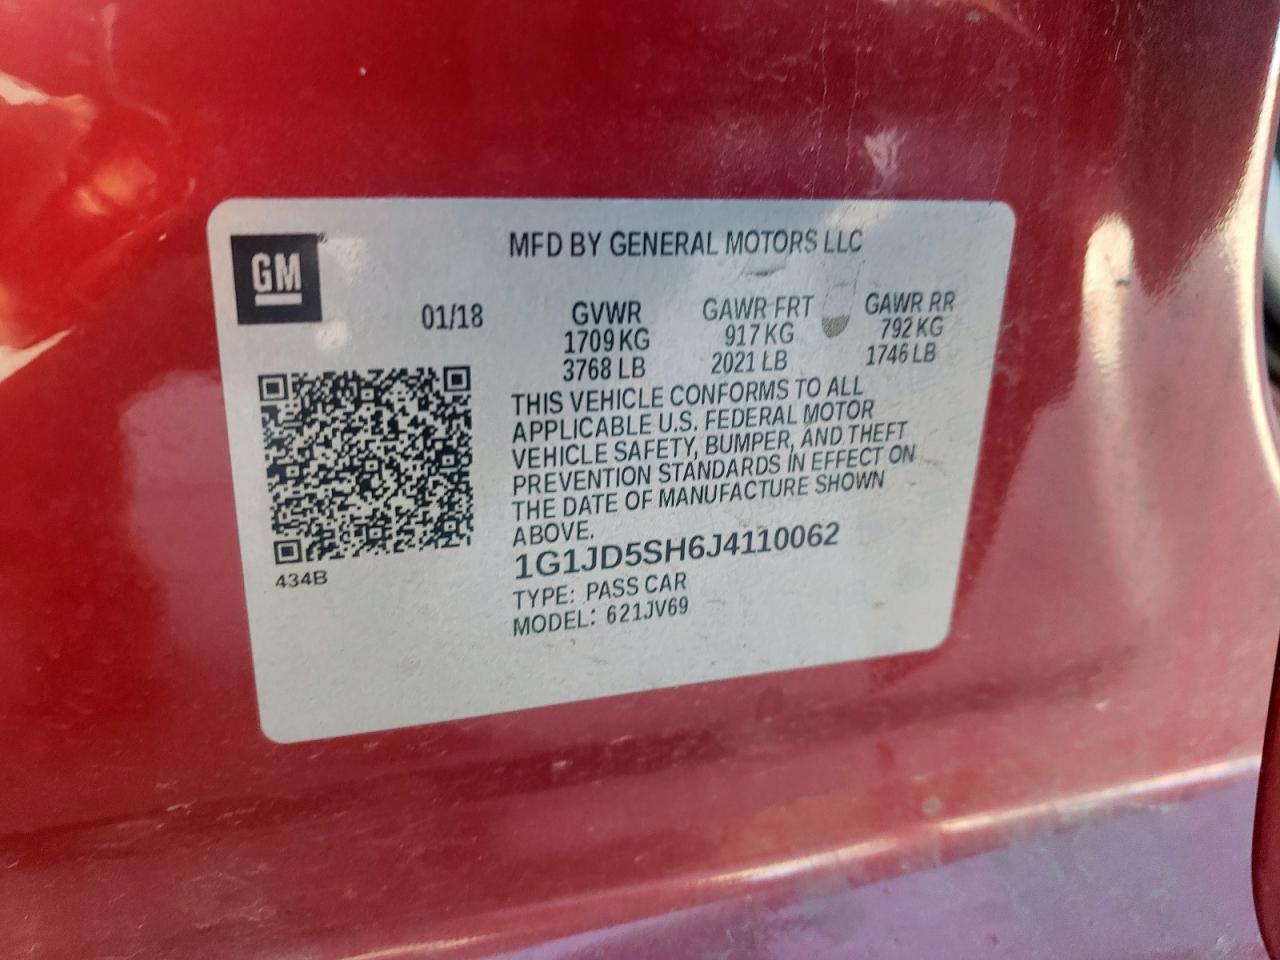 GM
MFD BY GENERAL MOTORS LLC
01/18
GVWR GAWR FRT GAWR RR
1709 KG 917 KG 792 KG
3768 LB 2021 LB 1746 LB
THIS VEHICLE CONFORMS TO ALL
APPLICABLE U.S. FEDERAL MOTOR
VEHICLE SAFETY, BUMPER, AND THEFT
PREVENTION STANDARDS IN EFFECT ON
THE DATE OF MANUFACTURE SHOWN
ABOVE.
1G1JD5SH6J4110062
TYPE: PASS CAR
MODEL: 621JV69
434B